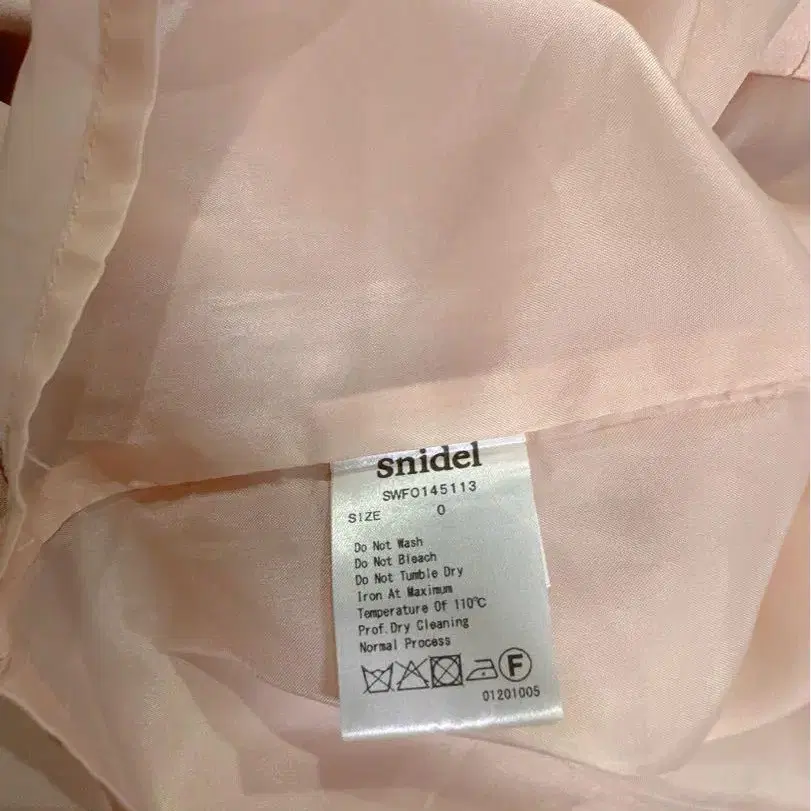 snidel
SWFO145113
SIZE 0
Do Not Wash
Do Not Bleach
Do Not Tumble Dry
Iron At Maximum
Temperature Of 110℃
Prof.Dry Cleaning
Normal Process
F
01201005